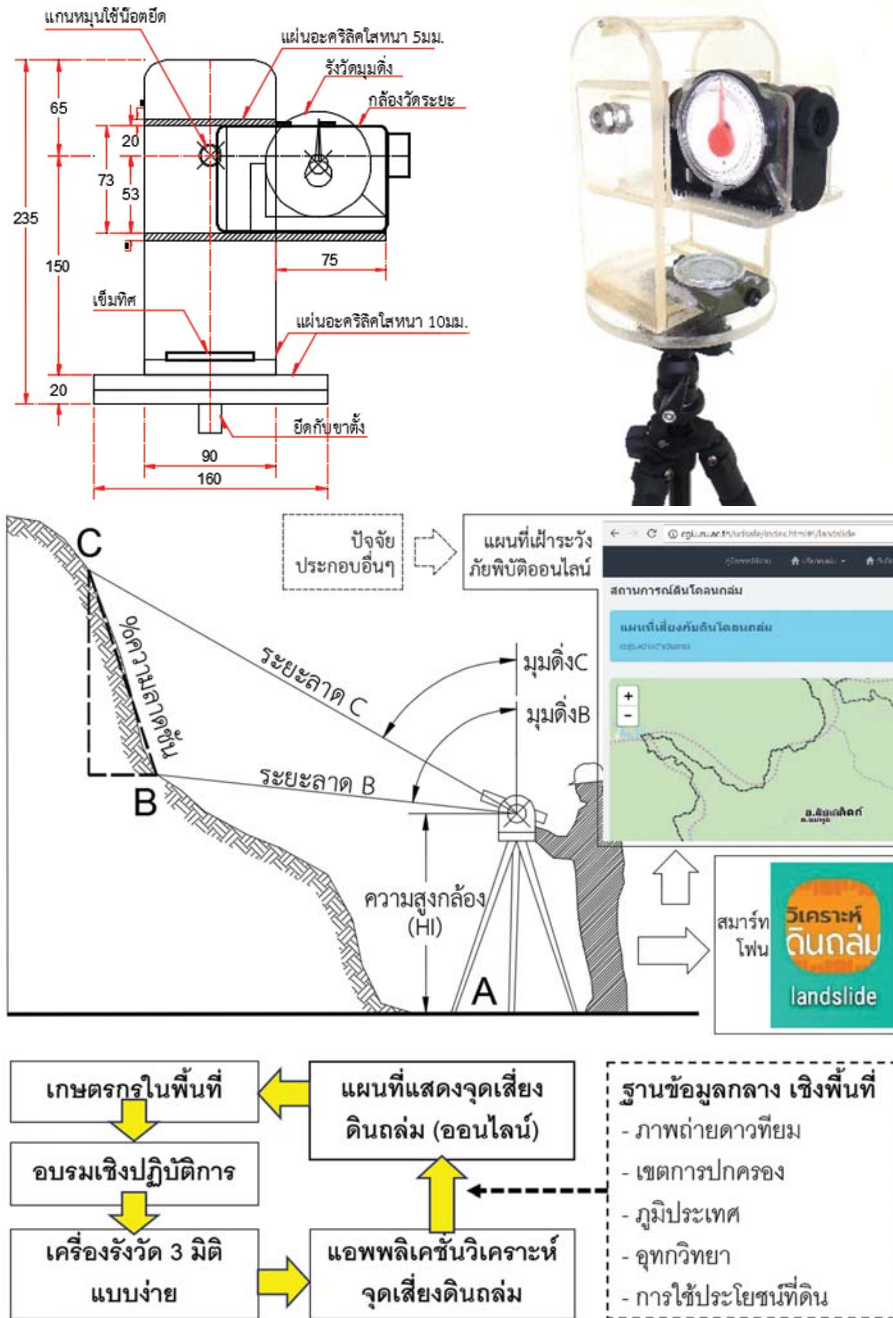 แกนหมุนใช้น๊อตยึด
แผ่นอะคริลิคใสหนา 5มม.
รังวัดมุมดิ่ง
กล้องวัดระยะ
65
20
73
53
235
150
75
เข็มทิศ
แผ่นอะคริลิคใสหนา 10มม.
20
ยึดกับขาตั้ง
90
160
C
ปัจจัย
ประกอบอื่นๆ
แผนที่เฝ้าระวัง
ภัยพิบัติออนไลน์
สถานการณ์ดินโคลนถล่ม
แผนที่เสี่ยงภัยดินโคลนถล่ม
+
−
%ความลาดชัน
ระยะลาด C
มุมดิ่งC
มุมดิ่งB
ระยะลาด B
B
ความสูงกล้อง
(HI)
A
สมาร์ท
โฟน
วิเคราะห์
ดินถล่ม
landslide
เกษตรกรในพื้นที่
อบรมเชิงปฏิบัติการ
เครื่องรังวัด 3 มิติ
แบบง่าย
แผนที่แสดงจุดเสี่ยง
ดินถล่ม (ออนไลน์)
แอพพลิเคชั่นวิเคราะห์
จุดเสี่ยงดินถล่ม
ฐานข้อมูลกลาง เชิงพื้นที่
- ภาพถ่ายดาวเทียม
- เขตการปกครอง
- ภูมิประเทศ
- อุทกวิทยา
- การใช้ประโยชน์ที่ดิน